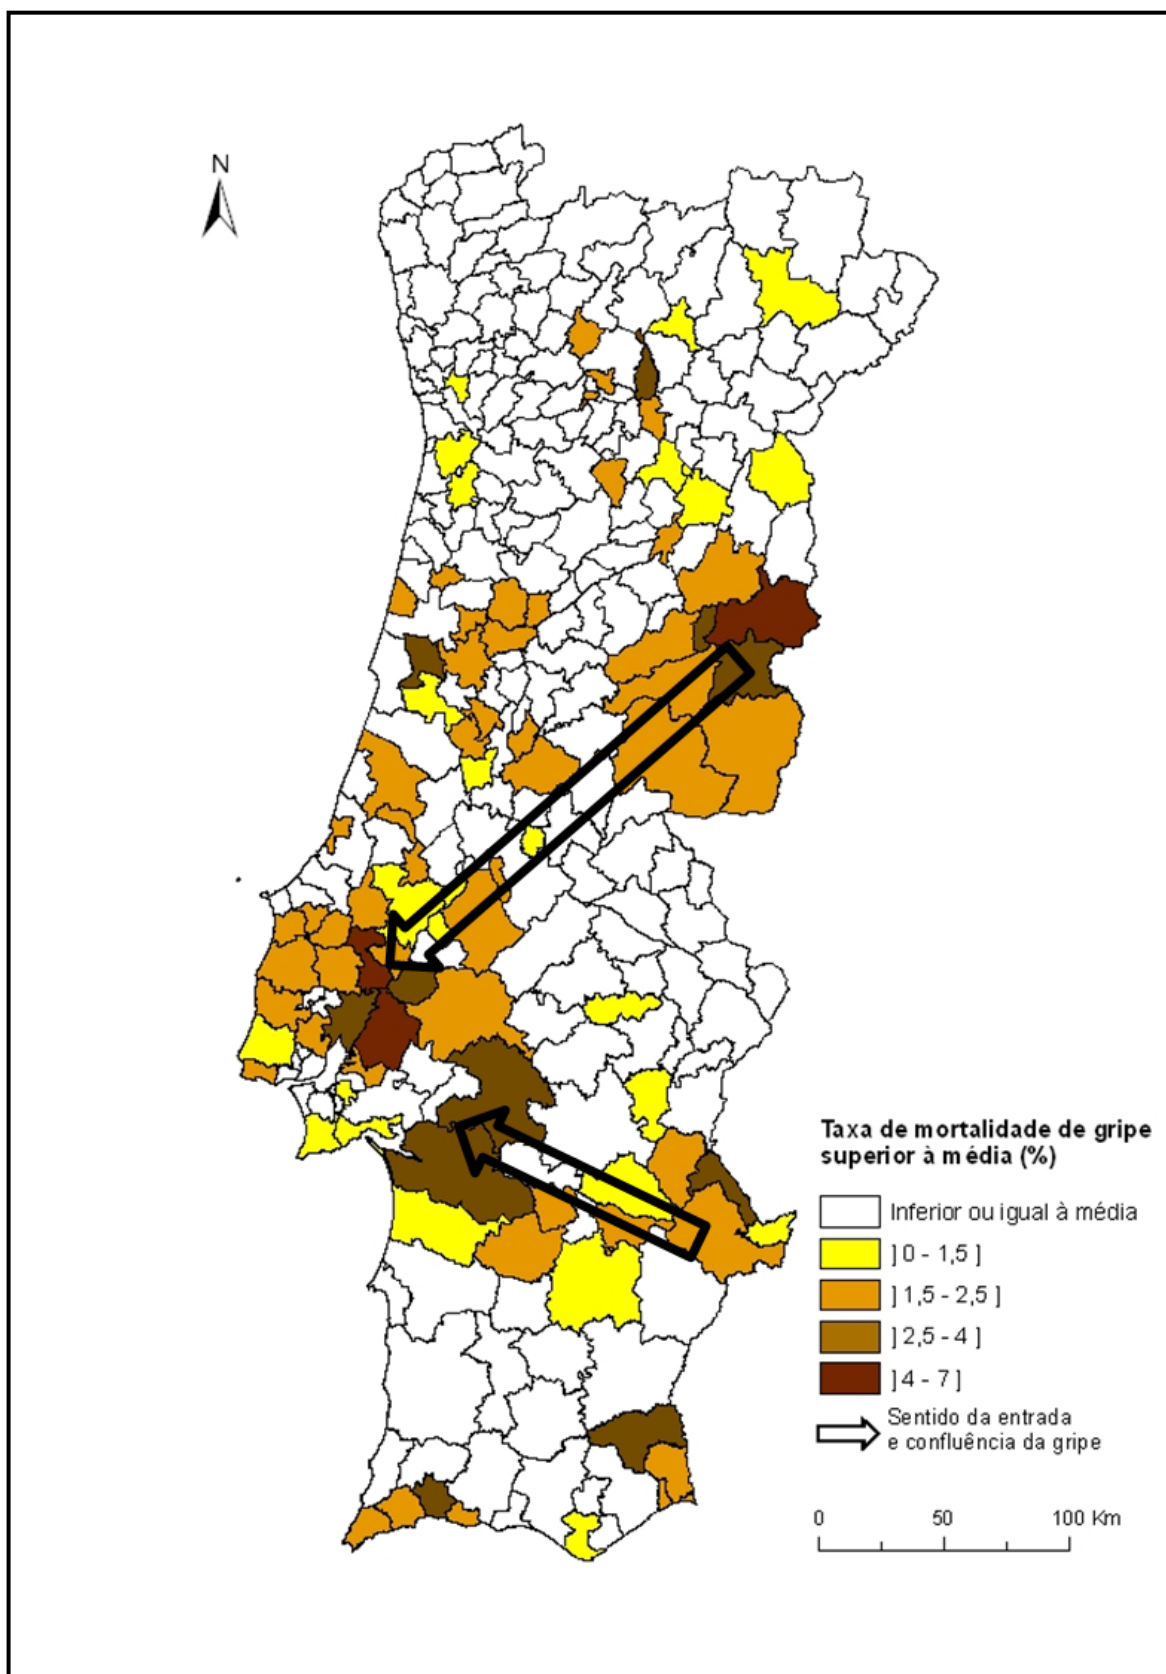 N
Taxa de mortalidade de gripe
superior à média (%)
Inferior ou igual à média
] 0 - 1,5 ]
] 1,5 - 2,5 ]
] 2,5 - 4 ]
] 4 - 7 ]
Sentido da entrada
e confluência da gripe
0 50 100 Km